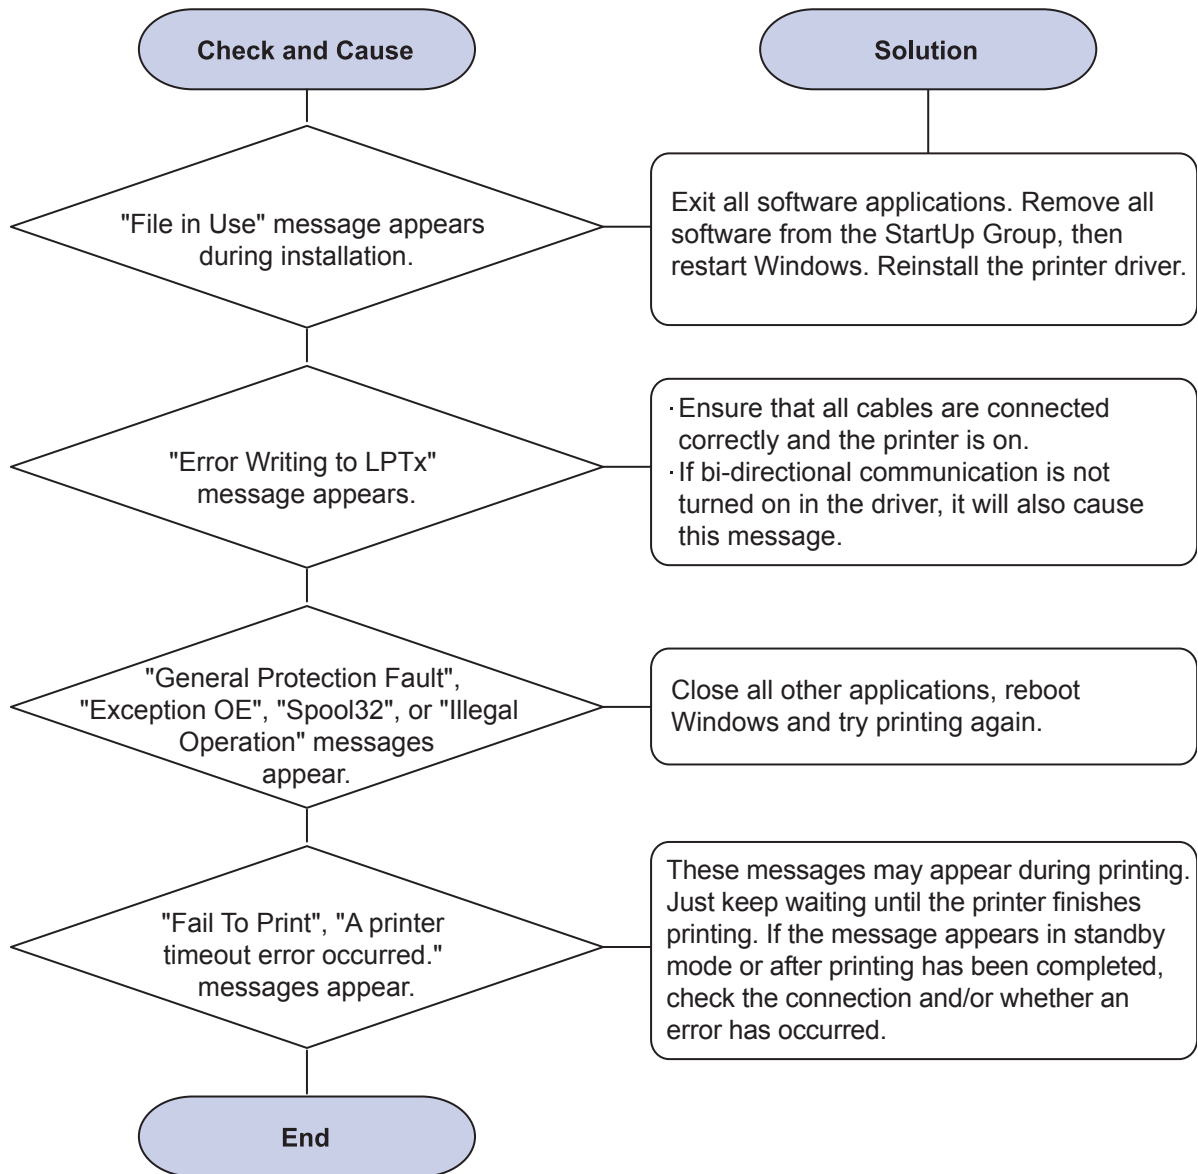 Check and Cause
Solution
"File in Use" message appears
during installation.
Exit all software applications. Remove all
software from the StartUp Group, then
restart Windows. Reinstall the printer driver.
"Error Writing to LPTx"
message appears.
· Ensure that all cables are connected
correctly and the printer is on.
· If bi-directional communication is not
turned on in the driver, it will also cause
this message.
"General Protection Fault",
"Exception OE", "Spool32", or "Illegal
Operation" messages
appear.
Close all other applications, reboot
Windows and try printing again.
"Fail To Print", "A printer
timeout error occurred."
messages appear.
These messages may appear during printing.
Just keep waiting until the printer finishes
printing. If the message appears in standby
mode or after printing has been completed,
check the connection and/or whether an
error has occurred.
End